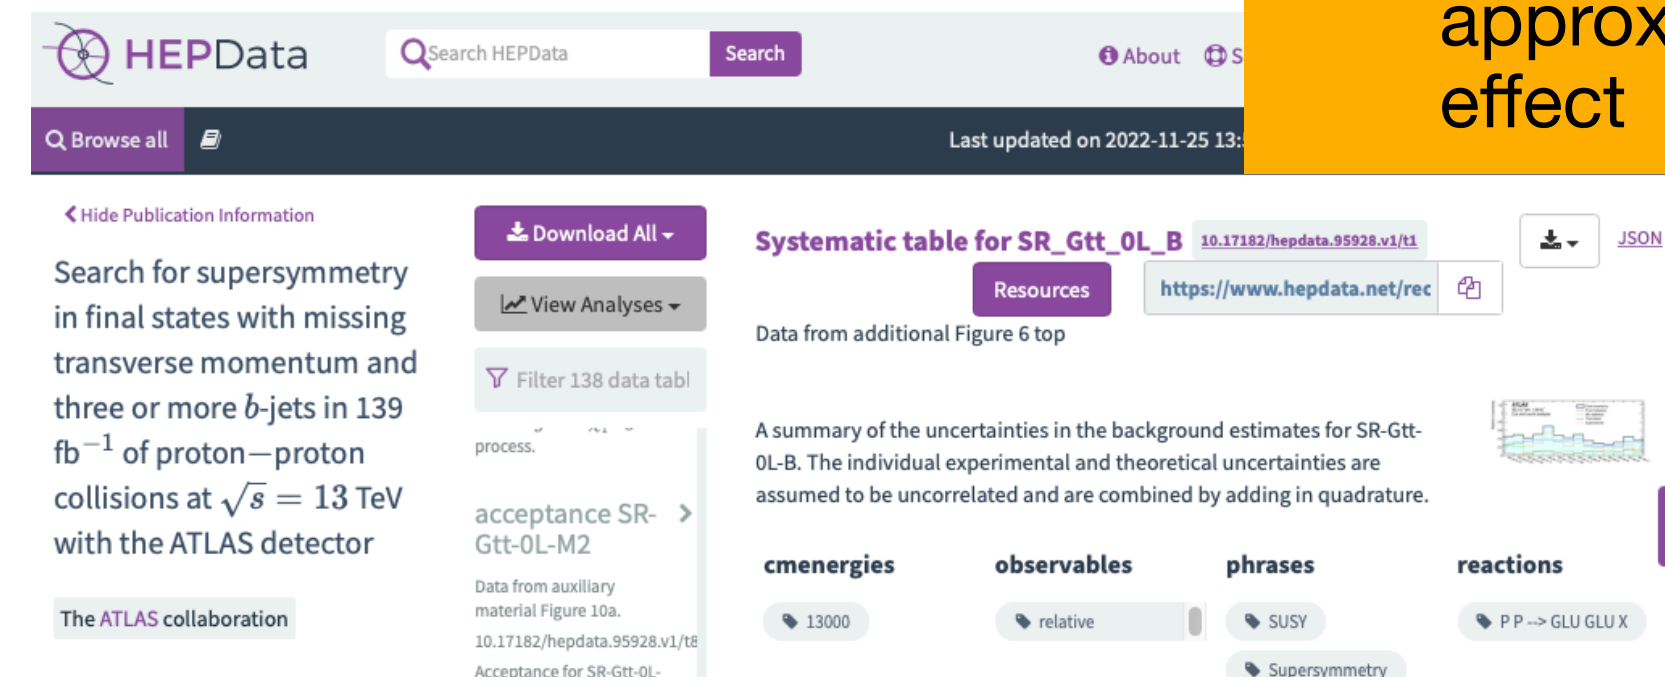 approx
effect
HEPData
Search HEPData
Search
About
S
Browse all
Last updated on 2022-11-25 13:
Hide Publication Information
Search for supersymmetry
in final states with missing
transverse momentum and
three or more b-jets in 139
fb−1 of proton—proton
collisions at √s = 13 TeV
with the ATLAS detector
The ATLAS collaboration
Download All
View Analyses
Filter 138 data tabl
process.
acceptance SR-
Gtt-0L-M2
Data from auxiliary
material Figure 10a.
10.17182/hepdata.95928.v1/t8
Acceptance for SR-Gtt-0L-
Systematic table for SR_Gtt_0L_B
10.17182/hepdata.95928.v1/t1
JSON
Resources
https://www.hepdata.net/rec
Data from additional Figure 6 top
A summary of the uncertainties in the background estimates for SR-Gtt-
0L-B. The individual experimental and theoretical uncertainties are
assumed to be uncorrelated and are combined by adding in quadrature.
cmenergies
observables
phrases
reactions
13000
relative
SUSY
P P --> GLU GLU X
Supersymmetry